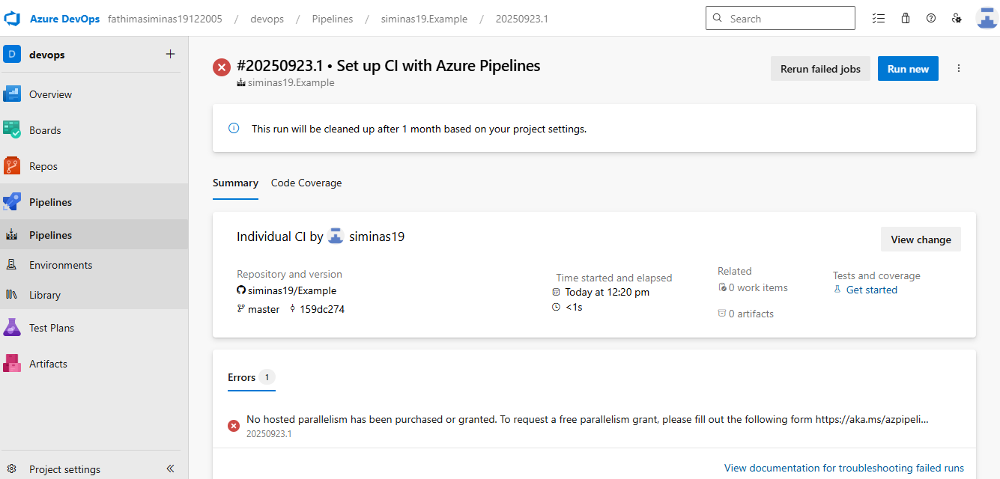 Azure DevOps fathimasiminas19122005 / devops / Pipelines / siminas19.Example / 20250923.1
Search
D devops
Overview
Boards
Repos
Pipelines
Pipelines
Environments
Library
Test Plans
Artifacts
Project settings
#20250923.1 • Set up CI with Azure Pipelines
siminas19.Example
Rerun failed jobs
Run new
This run will be cleaned up after 1 month based on your project settings.
Summary Code Coverage
Individual CI by siminas19
View change
Repository and version
siminas19/Example
master 159dc274
Time started and elapsed
Today at 12:20 pm
<1s
Related
0 work items
0 artifacts
Tests and coverage
Get started
Errors 1
No hosted parallelism has been purchased or granted. To request a free parallelism grant, please fill out the following form https://aka.ms/azpipeli...
20250923.1
View documentation for troubleshooting failed runs